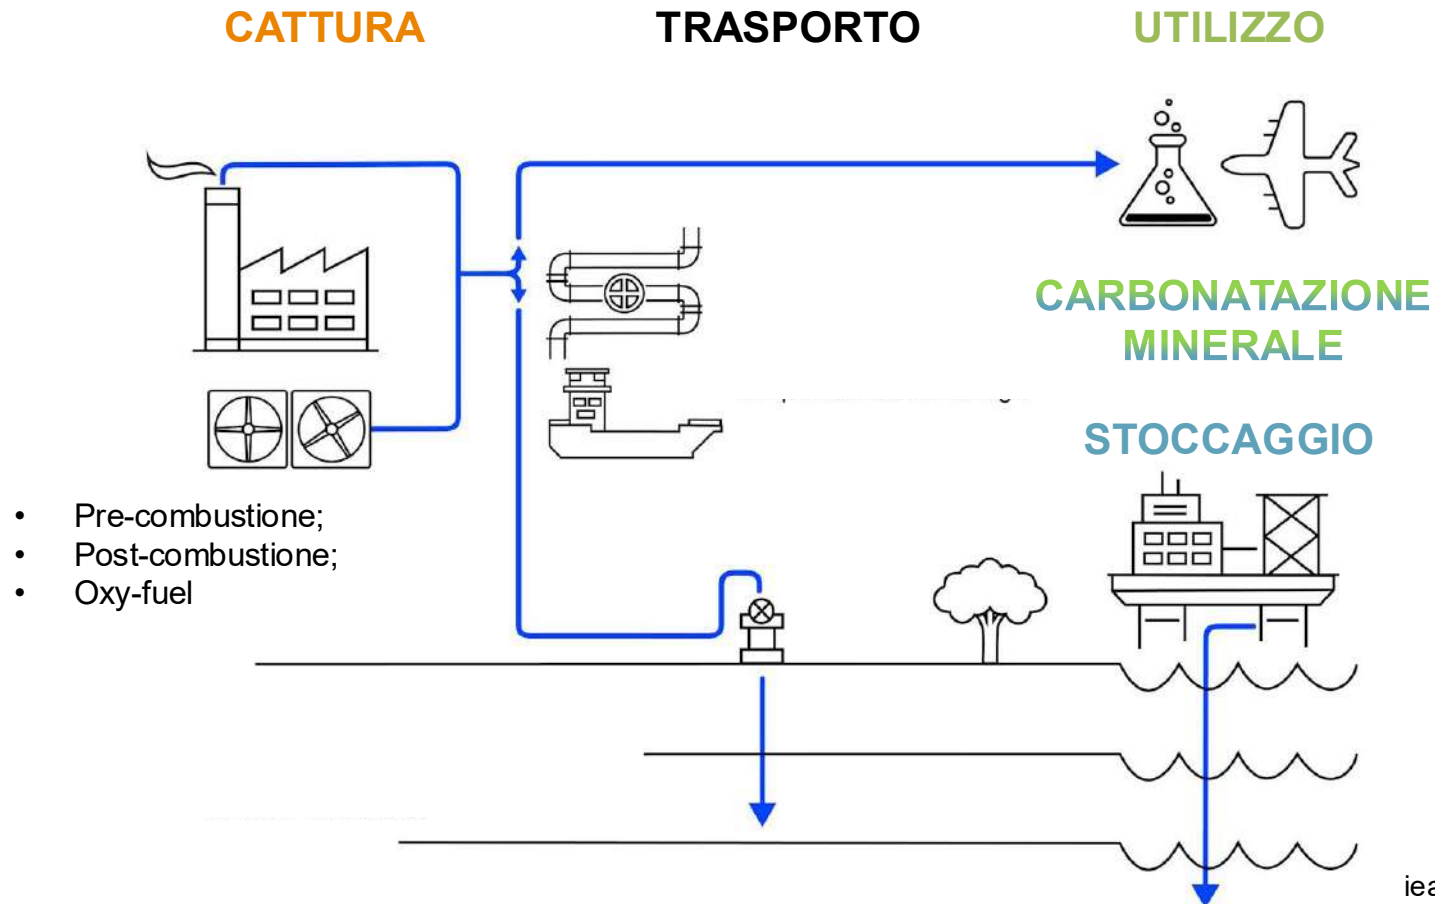 CATTURA
TRASPORTO
UTILIZZO
CARBONATAZIONE
MINERALE
STOCCAGGIO
• Pre-combustione;
• Post-combustione;
• Oxy-fuel
iea